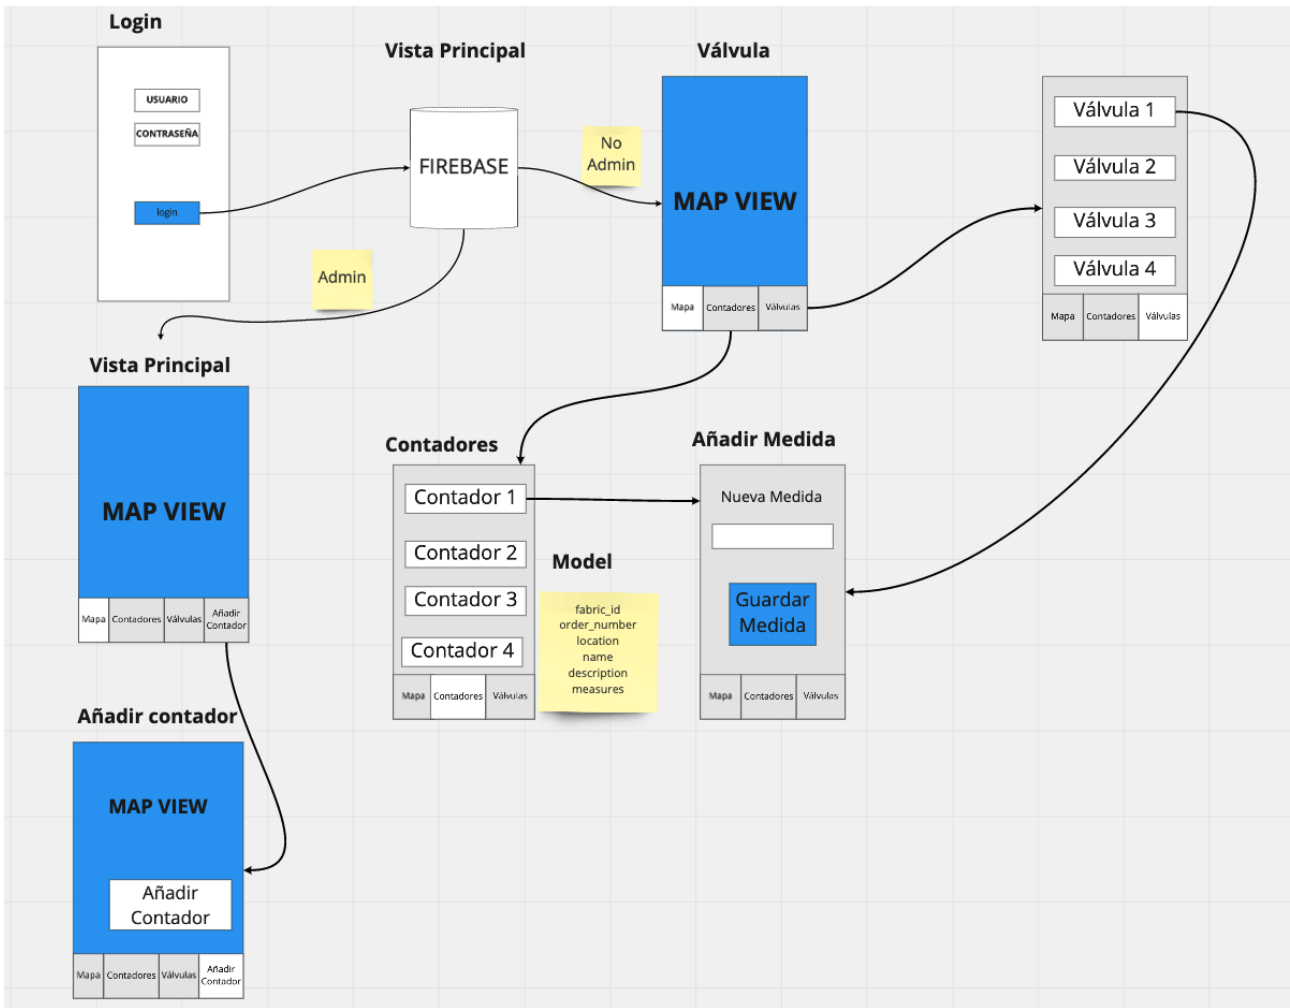 Login
USUARIO
CONTRASEÑA
login
Vista Principal
FIREBASE
No
Admin
Admin
Válvula
MAP VIEW
Mapa
Contadores
Válvulas
Válvula 1
Válvula 2
Válvula 3
Válvula 4
Mapa
Contadores
Válvulas
Vista Principal
MAP VIEW
Mapa
Contadores
Válvulas
Añadir
Contador
Contadores
Contador 1
Contador 2
Contador 3
Contador 4
Mapa
Contadores
Válvulas
Model
fabric_id
order_number
location
name
description
measures
Añadir Medida
Nueva Medida
Guardar
Medida
Mapa
Contadores
Válvulas
Añadir contador
MAP VIEW
Añadir
Contador
Mapa
Contadores
Válvulas
Añadir
Contador